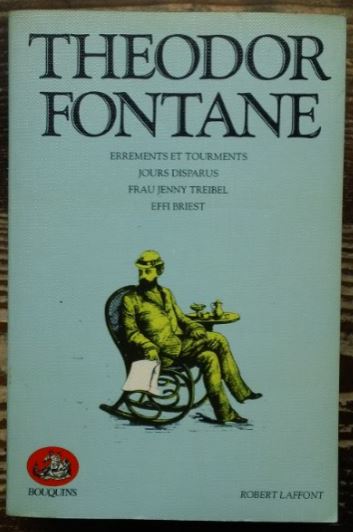 THEODOR
FONTANE
ERREMENTS ET TOURMENTS
JOURS DISPARUS
FRAU JENNY TREIBEL
EFFI BRIEST
BOUQUINS
ROBERT LAFFONT